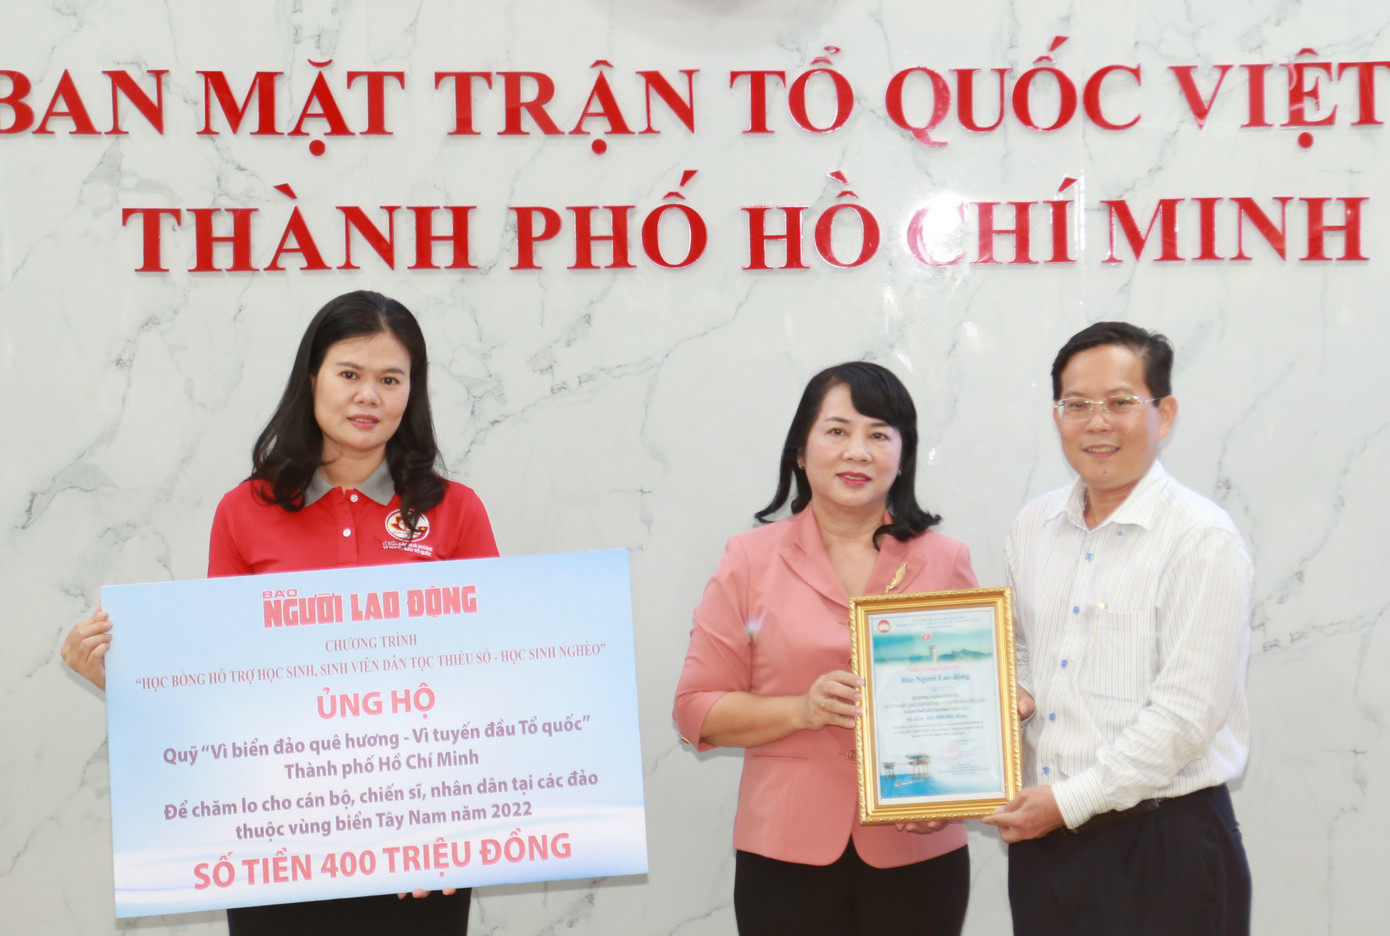 BAN MẶT TRẬN TỔ QUỐC VIỆT
THÀNH PHỐ HỒ CHÍ MINH
BÁO
NGƯỜI LAO ĐỘNG
CHƯƠNG TRÌNH
“HỌC BỔNG HỖ TRỢ HỌC SINH, SINH VIÊN DÂN TỘC THIỂU SỐ - HỌC SINH NGHÈO”
ỦNG HỘ
Quỹ “Vì biển đảo quê hương - Vì tuyến đầu Tổ quốc”
Thành phố Hồ Chí Minh
Để chăm lo cho cán bộ, chiến sĩ, nhân dân tại các đảo
thuộc vùng biển Tây Nam năm 2022
SỐ TIỀN 400 TRIỆU ĐỒNG
Báo Người Lao động